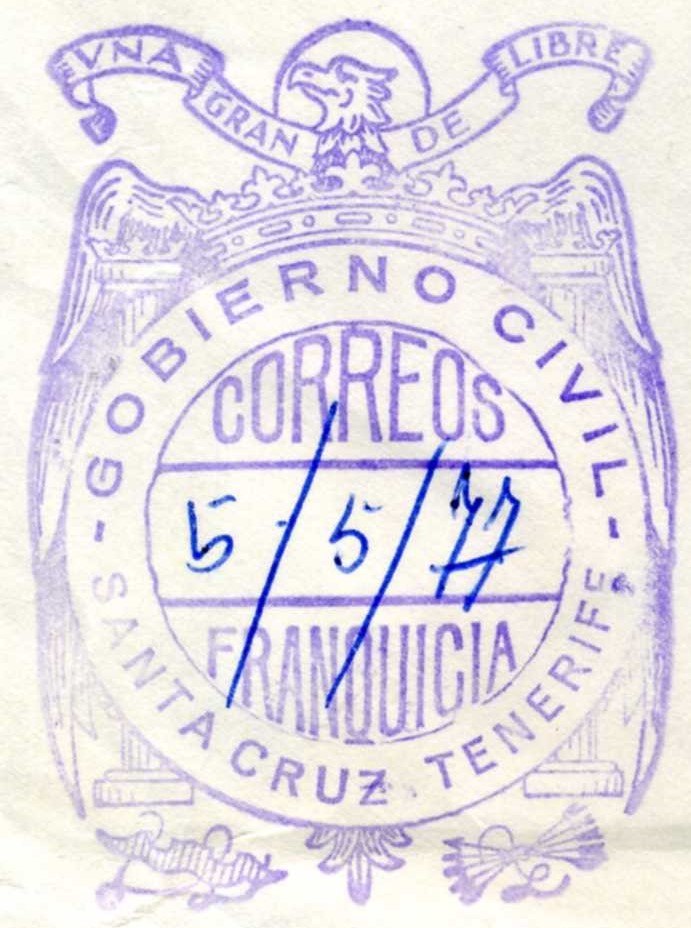 VNA GRAN DE LIBRE
- GOBIERNO CIVIL -
CORREOS
5/5/77
FRANQUICIA
SANTA CRUZ TENERIFE